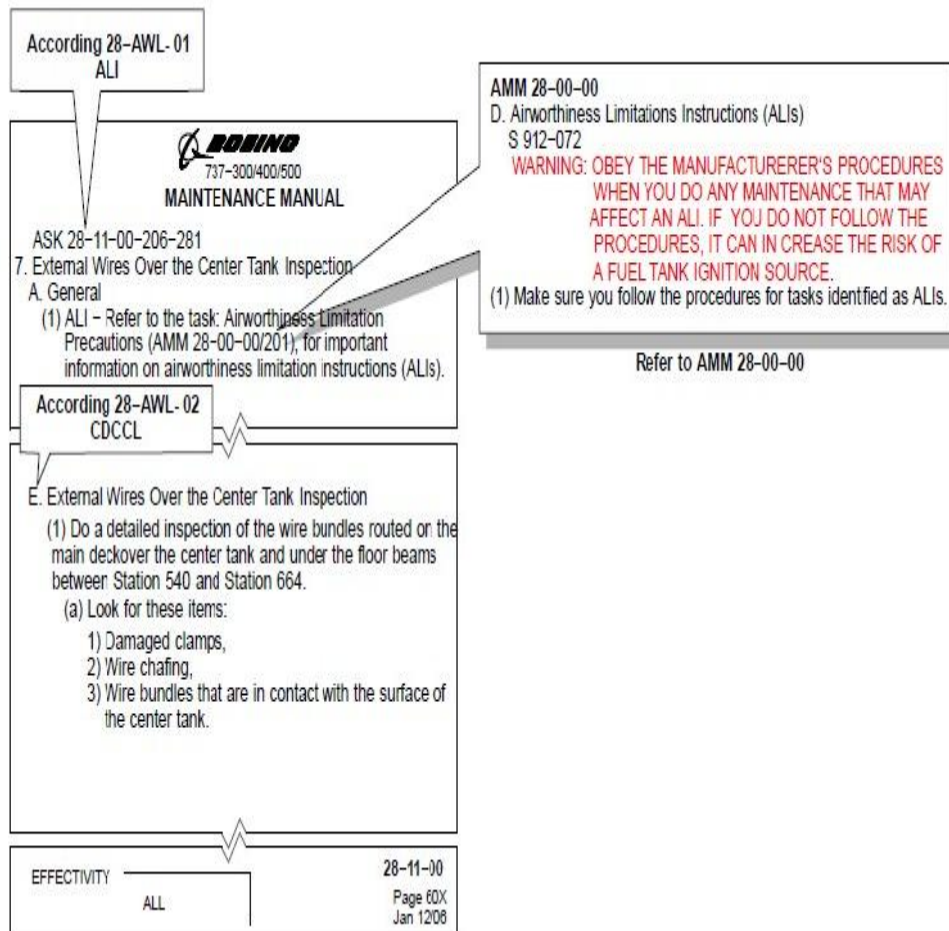 According 28-AWL-01
ALI
BOEING
737-300/400/500
MAINTENANCE MANUAL
ASK 28-11-00-206-281
7. External Wires Over the Center Tank Inspection
A. General
(1) ALI - Refer to the task: Airworthiness Limitation
Precautions (AMM 28-00-00/201), for important
information on airworthiness limitation instructions (ALIs).
AMM 28-00-00
D. Airworthiness Limitations Instructions (ALIs)
S 912-072
WARNING: OBEY THE MANUFACTURERER'S PROCEDURES
WHEN YOU DO ANY MAINTENANCE THAT MAY
AFFECT AN ALI. IF YOU DO NOT FOLLOW THE
PROCEDURES, IT CAN IN CREASE THE RISK OF
A FUEL TANK IGNITION SOURCE.
(1) Make sure you follow the procedures for tasks identified as ALIs.
Refer to AMM 28-00-00
According 28-AWL-02
CDCCL
E. External Wires Over the Center Tank Inspection
(1) Do a detailed inspection of the wire bundles routed on the
main deckover the center tank and under the floor beams
between Station 540 and Station 664.
(a) Look for these items:
1) Damaged clamps,
2) Wire chafing,
3) Wire bundles that are in contact with the surface of
the center tank.
EFFECTIVITY
ALL
28-11-00
Page 60X
Jan 12/06